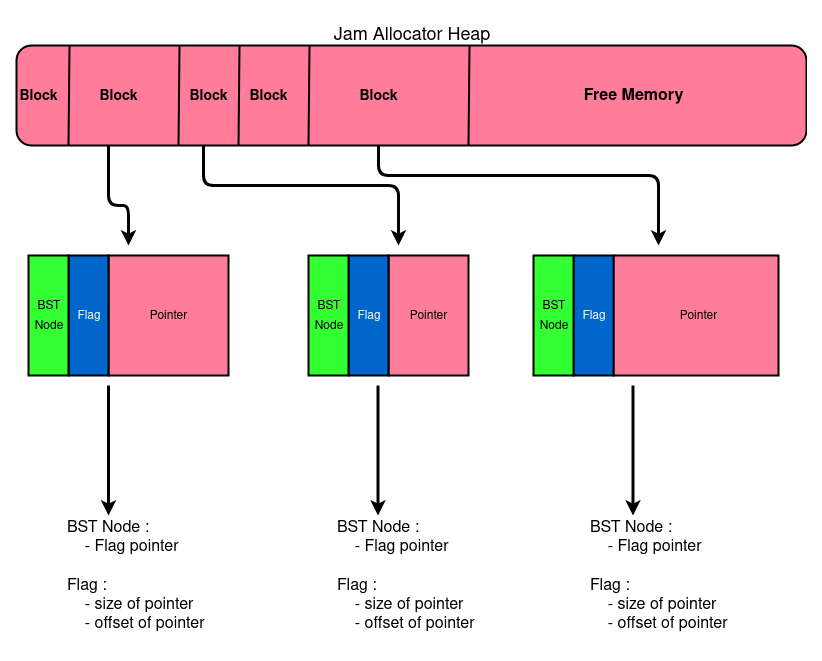 Jam Allocator Heap
Block Block Block Block Block Free Memory
BST Node Flag Pointer
BST Node Flag Pointer
BST Node Flag Pointer
BST Node :
- Flag pointer
Flag :
- size of pointer
- offset of pointer
BST Node :
- Flag pointer
Flag :
- size of pointer
- offset of pointer
BST Node :
- Flag pointer
Flag :
- size of pointer
- offset of pointer